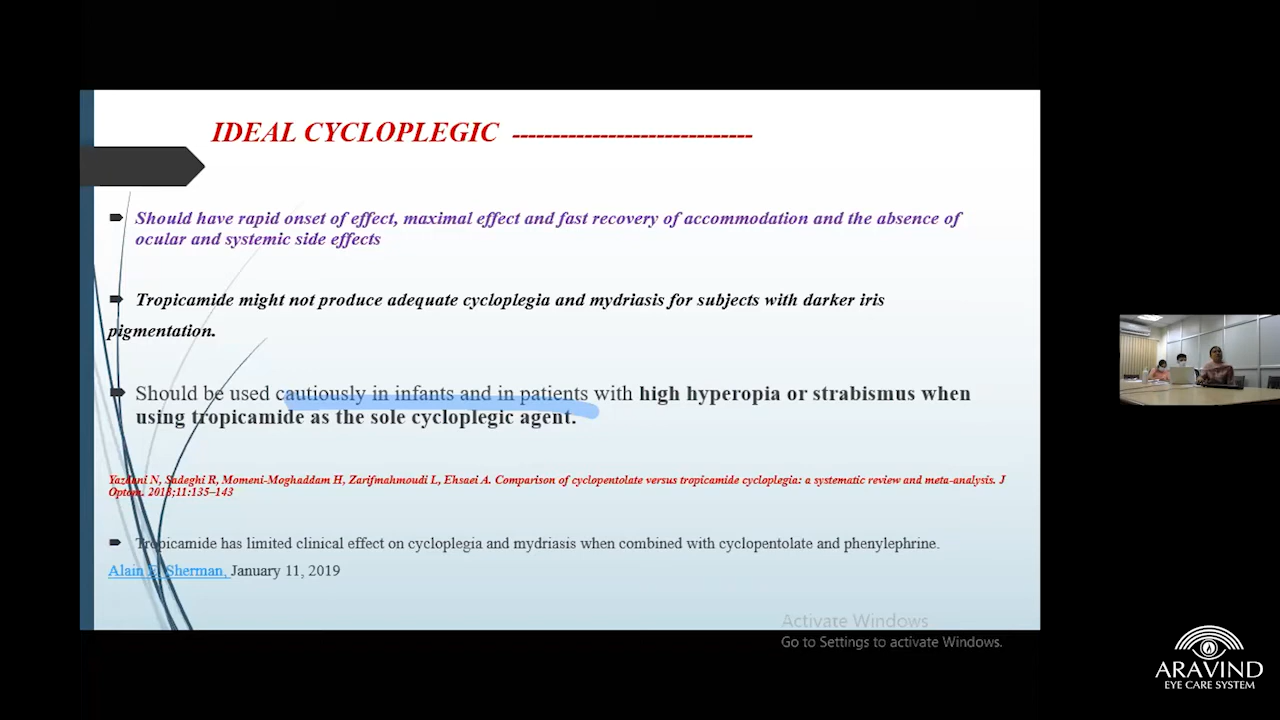 IDEAL CYCLOPLEGIC -----------------------------
Should have rapid onset of effect, maximal effect and fast recovery of accommodation and the absence of
ocular and systemic side effects
Tropicamide might not produce adequate cycloplegia and mydriasis for subjects with darker iris
pigmentation.
Should be used cautiously in infants and in patients with high hyperopia or strabismus when
using tropicamide as the sole cycloplegic agent.
Yazdani N, Sadeghi R, Momeni-Moghaddam H, Zarifmahmoudi L, Ehsaei A. Comparison of cyclopentolate versus tropicamide cycloplegia: a systematic review and meta-analysis. J
Optom. 2018;11:135–143
Tropicamide has limited clinical effect on cycloplegia and mydriasis when combined with cyclopentolate and phenylephrine.
Alain E. Sherman, January 11, 2019
Activate Windows
Go to Settings to activate Windows.
ARAVIND
EYE CARE SYSTEM